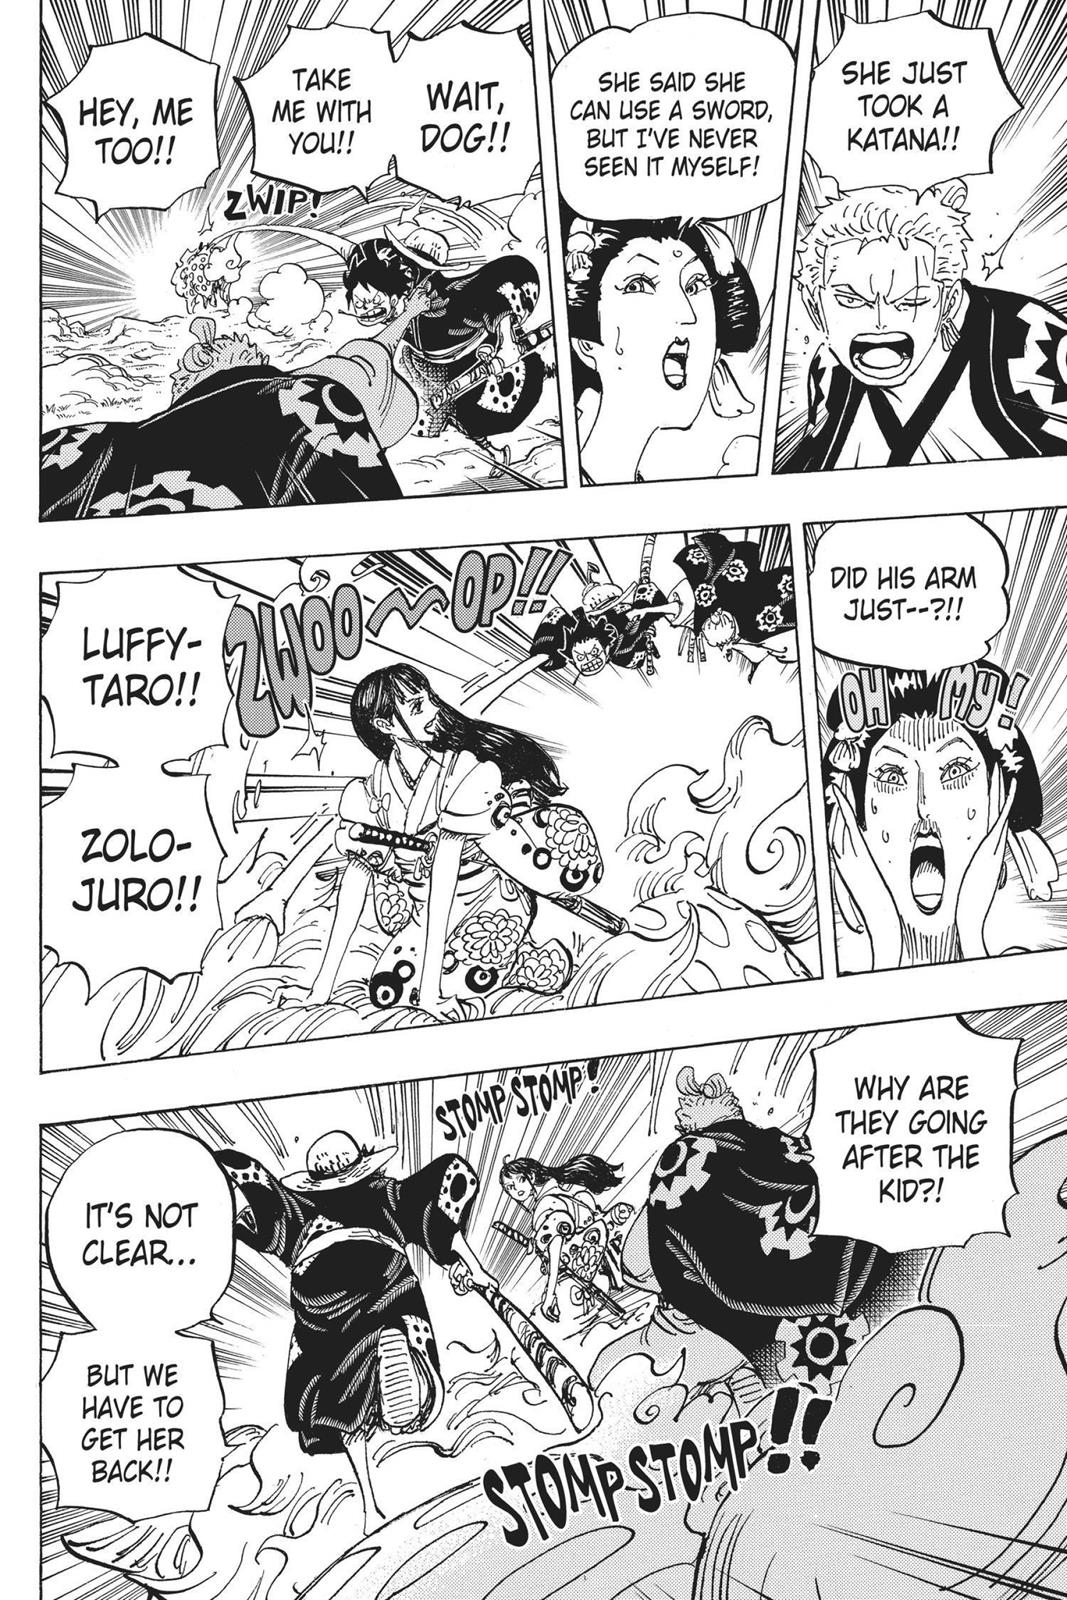 SHE JUST
TOOK A
KATANA!!
SHE SAID SHE
CAN USE A SWORD,
BUT I'VE NEVER
SEEN IT MYSELF!
WAIT,
DOG!!
TAKE
ME WITH
YOU!!
HEY, ME
TOO!!
ZWIP!
DID HIS ARM
JUST--?!!
OH MY!
ZWOO~OP!!
LUFFY-
TARO!!
ZOLO-
JURO!!
WHY ARE
THEY GOING
AFTER THE
KID?!
STOMP STOMP!
IT'S NOT
CLEAR...
BUT WE
HAVE TO
GET HER
BACK!!
STOMP STOMP!!